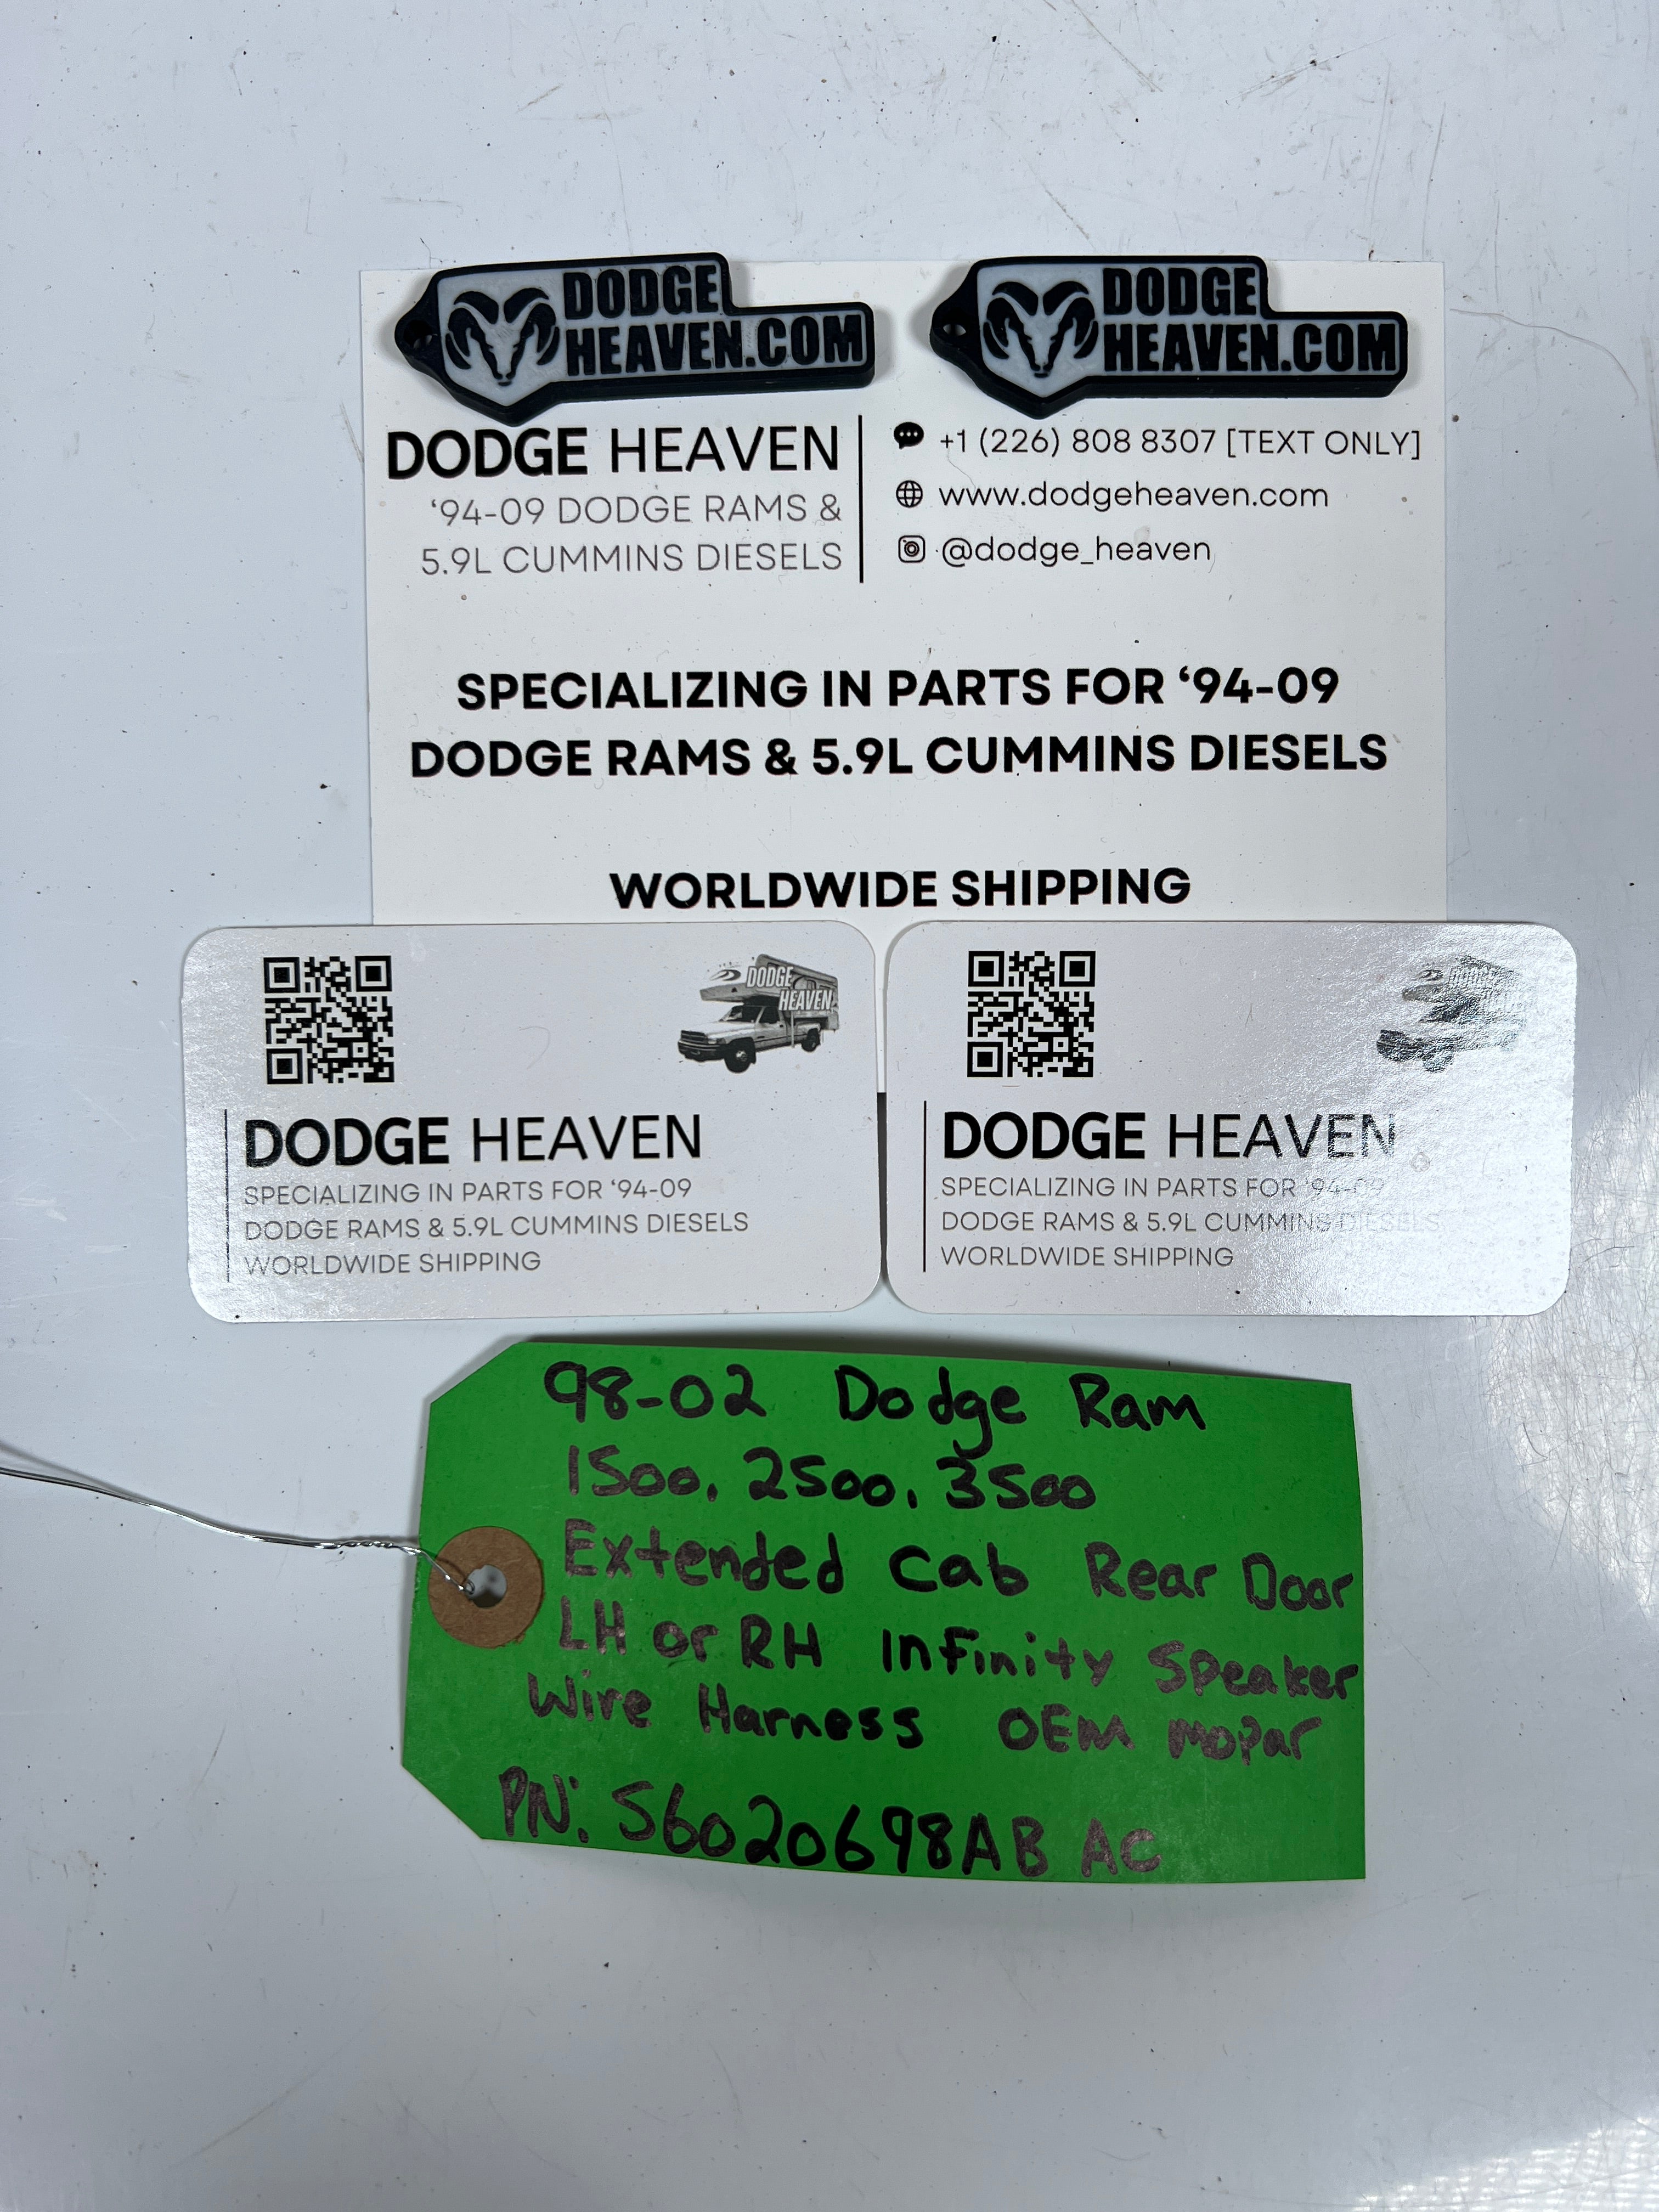 DODGE
HEAVEN.COM
DODGE
HEAVEN.COM
DODGE HEAVEN
‘94-09 DODGE RAMS &
5.9L CUMMINS DIESELS
+1 (226) 808 8307 [TEXT ONLY]
www.dodgeheaven.com
@dodge_heaven
SPECIALIZING IN PARTS FOR ‘94-09
DODGE RAMS & 5.9L CUMMINS DIESELS
WORLDWIDE SHIPPING
DODGE
HEAVEN
DODGE HEAVEN
SPECIALIZING IN PARTS FOR ‘94-09
DODGE RAMS & 5.9L CUMMINS DIESELS
WORLDWIDE SHIPPING
DODGE
HEAVEN
DODGE HEAVEN
SPECIALIZING IN PARTS FOR ‘94-09
DODGE RAMS & 5.9L CUMMINS DIESELS
WORLDWIDE SHIPPING
98-02 Dodge Ram
1500, 2500, 3500
Extended Cab Rear Door
LH or RH Infinity Speaker
Wire Harness OEM mopar
PN: 56020698AB AC